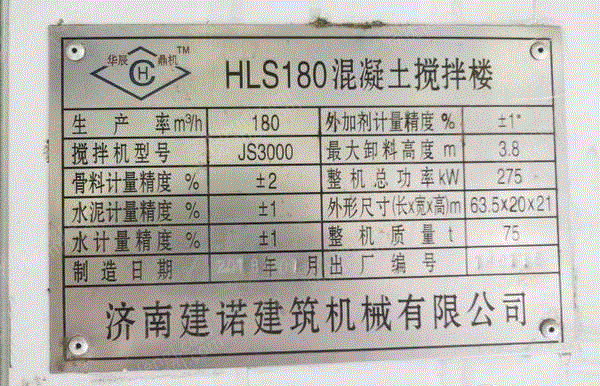 华辰 CH 鼎机 TM
HLS180混凝土搅拌楼
生产率m³/h 180 外加剂计量精度% ±1°
搅拌机型号 JS3000 最大卸料高度m 3.8
骨料计量精度% ±2 整机总功率kW 275
水泥计量精度% ±1 外形尺寸(长x宽x高)m 63.5x20x21
水计量精度% ±1 整机质量t 75
制造日期 年 月 出厂编号
济南建诺建筑机械有限公司